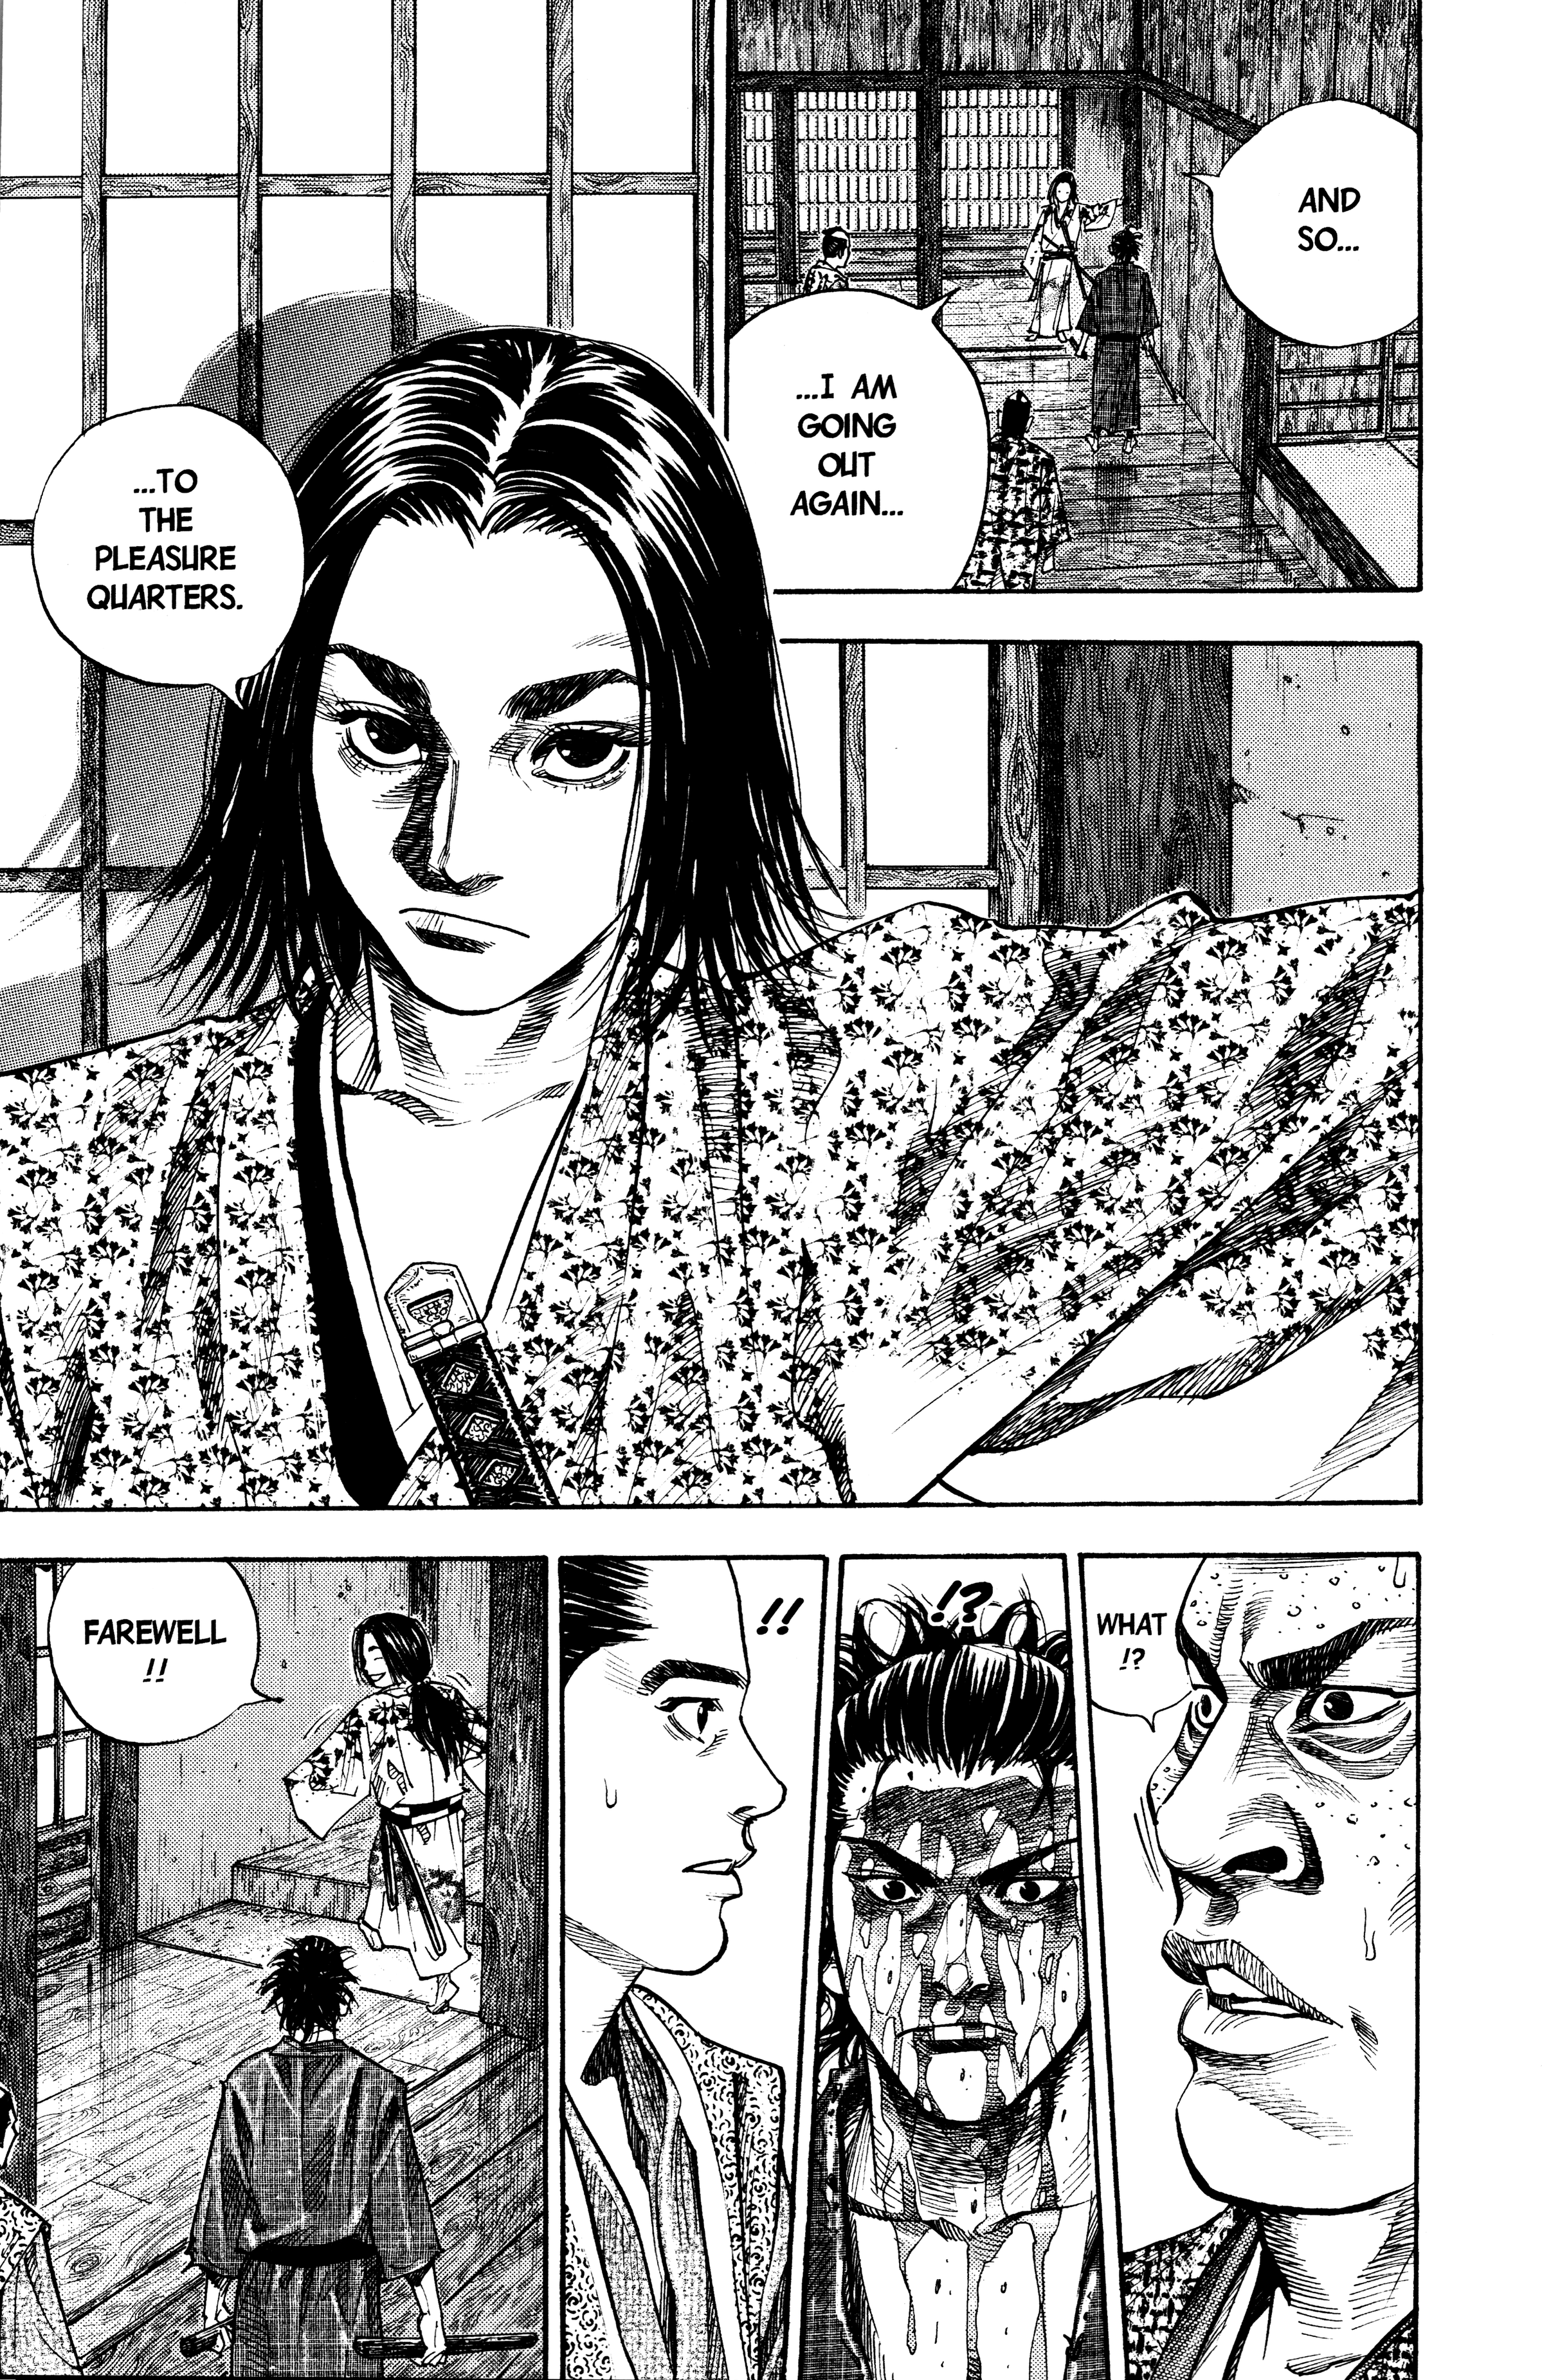 AND
SO...
...I AM
GOING
OUT
AGAIN...
...TO
THE
PLEASURE
QUARTERS.
WHAT
!?
!?
!!
FAREWELL
!!